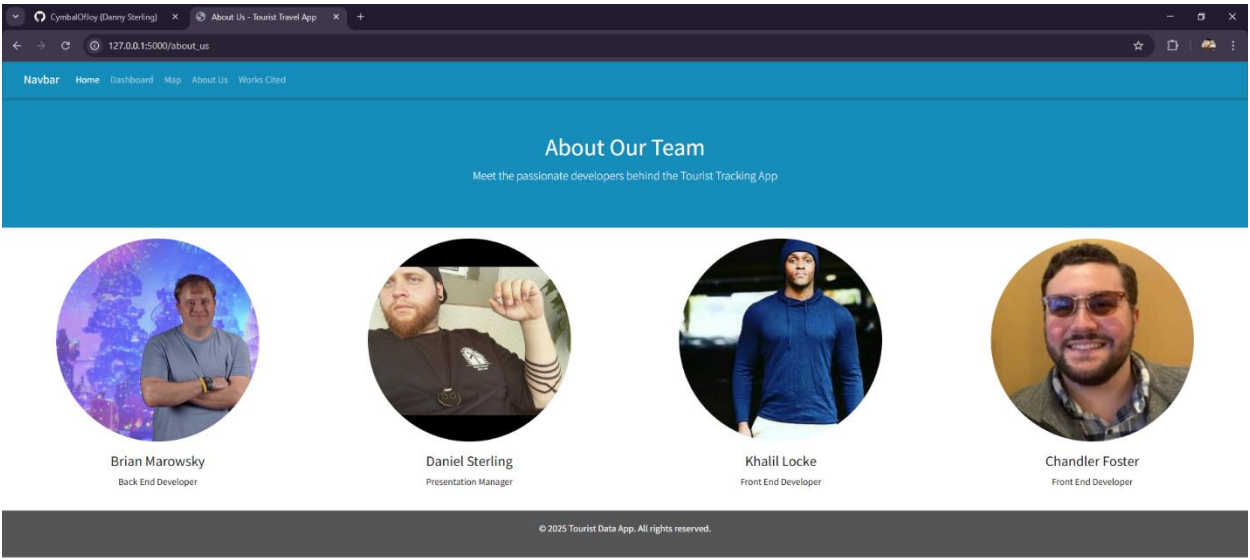 CymbalOfJoy (Danny Sterling)
About Us - Tourist Travel App
127.0.0.1:5000/about_us
Navbar Home Dashboard Map About Us Works Cited
About Our Team
Meet the passionate developers behind the Tourist Tracking App
Brian Marowsky
Back End Developer
Daniel Sterling
Presentation Manager
Khalil Locke
Front End Developer
Chandler Foster
Front End Developer
© 2025 Tourist Data App. All rights reserved.